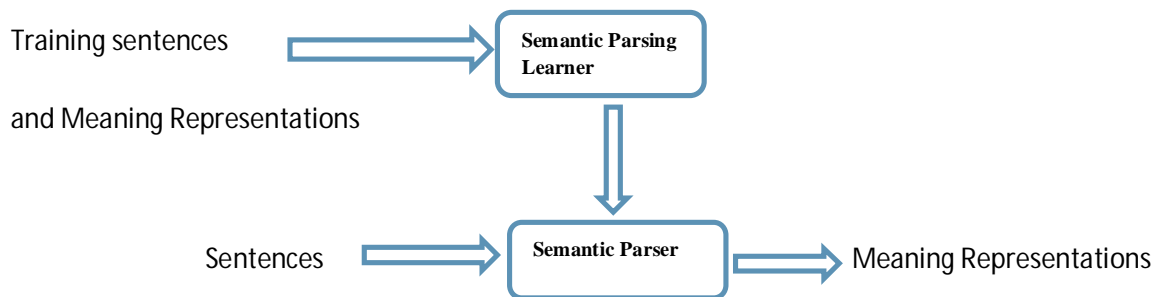 Training sentences
Semantic Parsing
Learner
and Meaning Representations
Sentences
Semantic Parser
Meaning Representations